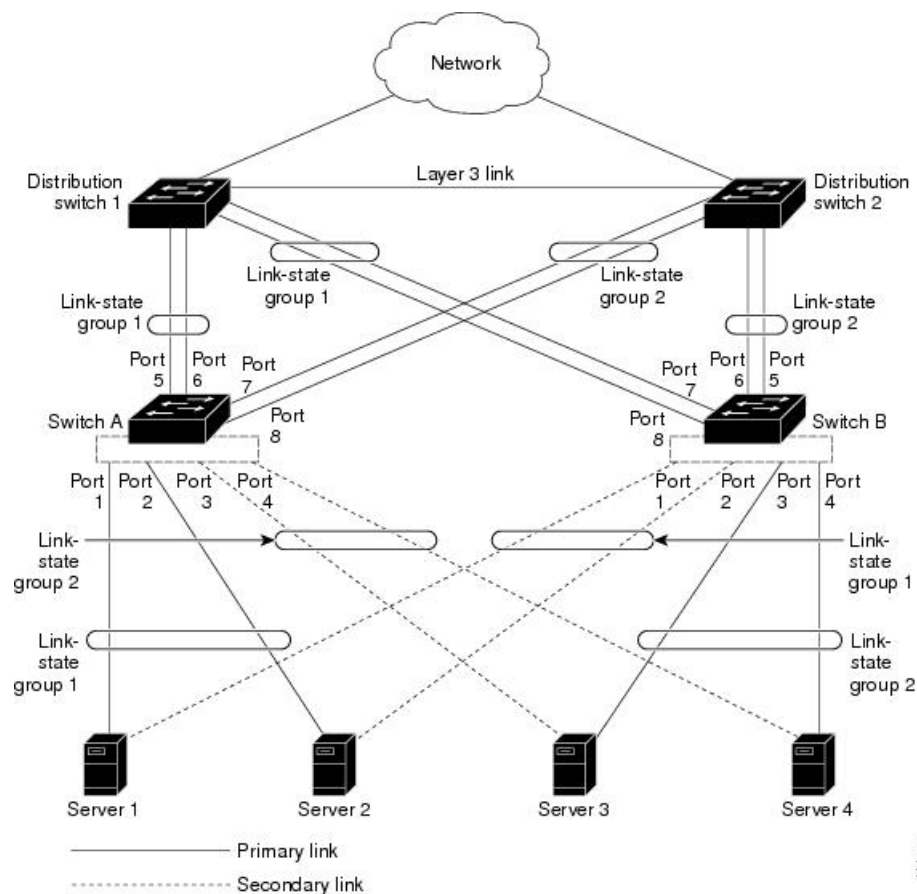 Network
Layer 3 link
Distribution
switch 1
Distribution
switch 2
Link-state
group 1
Link-state
group 2
Link-state
group 1
Link-state
group 2
Port
5
Port
6
Port
7
Port
8
Switch A
Port
7
Port
6
Port
5
Port
8
Switch B
Port
1
Port
2
Port
3
Port
4
Port
1
Port
2
Port
3
Port
4
Link-
state
group 2
Link-
state
group 1
Link-
state
group 1
Link-
state
group 2
Server 1
Server 2
Server 3
Server 4
Primary link
Secondary link